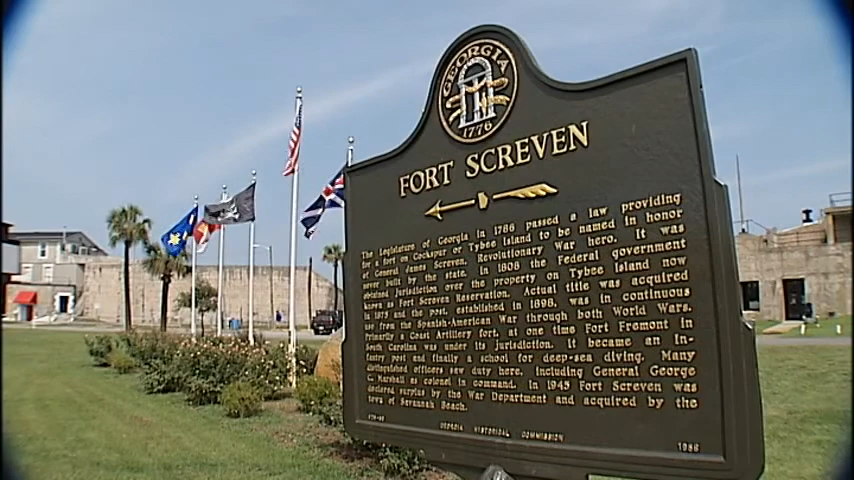 GEORGIA
1776
FORT SCREVEN
The Legislature of Georgia in 1786 passed a law providing
for a fort on Cockspur or Tybee Island to be named in honor
of General James Screven, Revolutionary War hero. It was
never built by the state. In 1808 the Federal government
obtained jurisdiction over the property on Tybee Island now
known as Fort Screven Reservation. Actual title was acquired
in 1875 and the post, established in 1898, was in continuous
use from the Spanish-American War through both World Wars.
Primarily a Coast Artillery fort, at one time Fort Fremont in
South Carolina was under its jurisdiction. It became an In-
fantry post and finally a school for deep-sea diving. Many
distinguished officers saw duty here, including General George
C. Marshall as colonel in command. In 1945 Fort Screven was
declared surplus by the War Department and acquired by the
town of Savannah Beach.
GEORGIA HISTORICAL COMMISSION